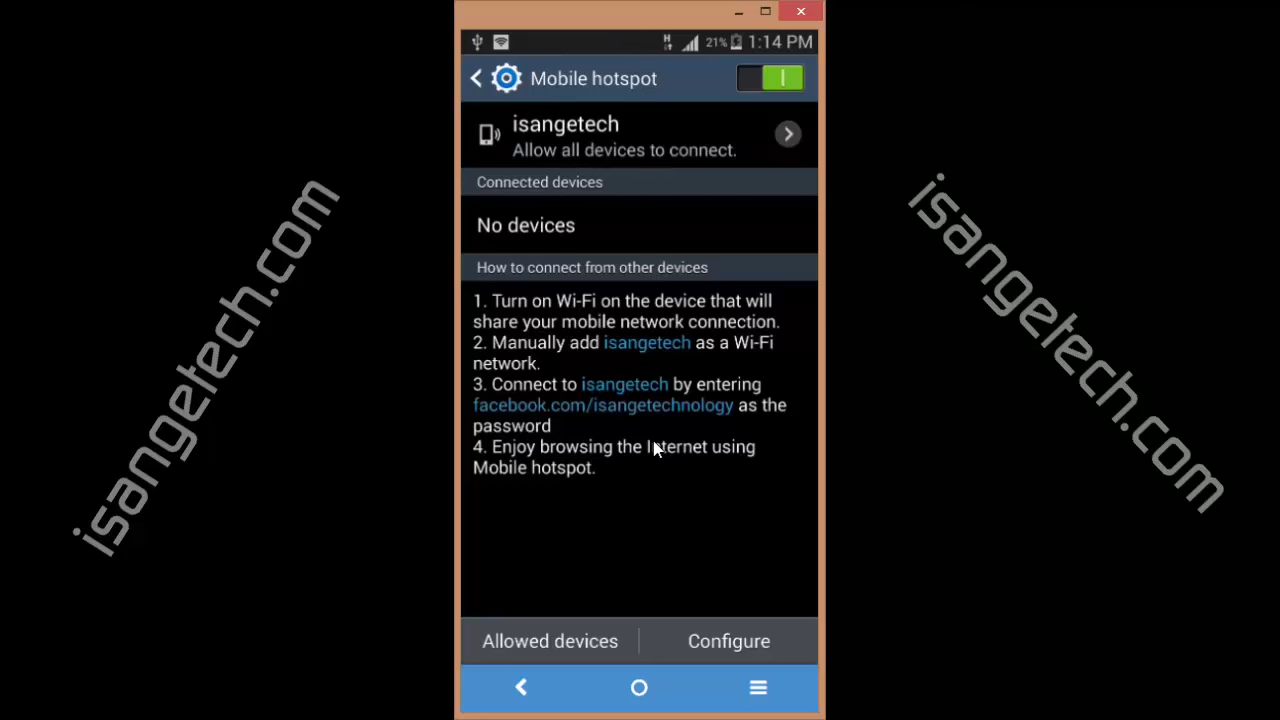 21% 1:14 PM
Mobile hotspot
isangetech
Allow all devices to connect.
Connected devices
No devices
How to connect from other devices
1. Turn on Wi-Fi on the device that will
share your mobile network connection.
2. Manually add isangetech as a Wi-Fi
network.
3. Connect to isangetech by entering
facebook.com/isangetechnology as the
password
4. Enjoy browsing the Internet using
Mobile hotspot.
Allowed devices Configure
isangetech.com
isangetech.com